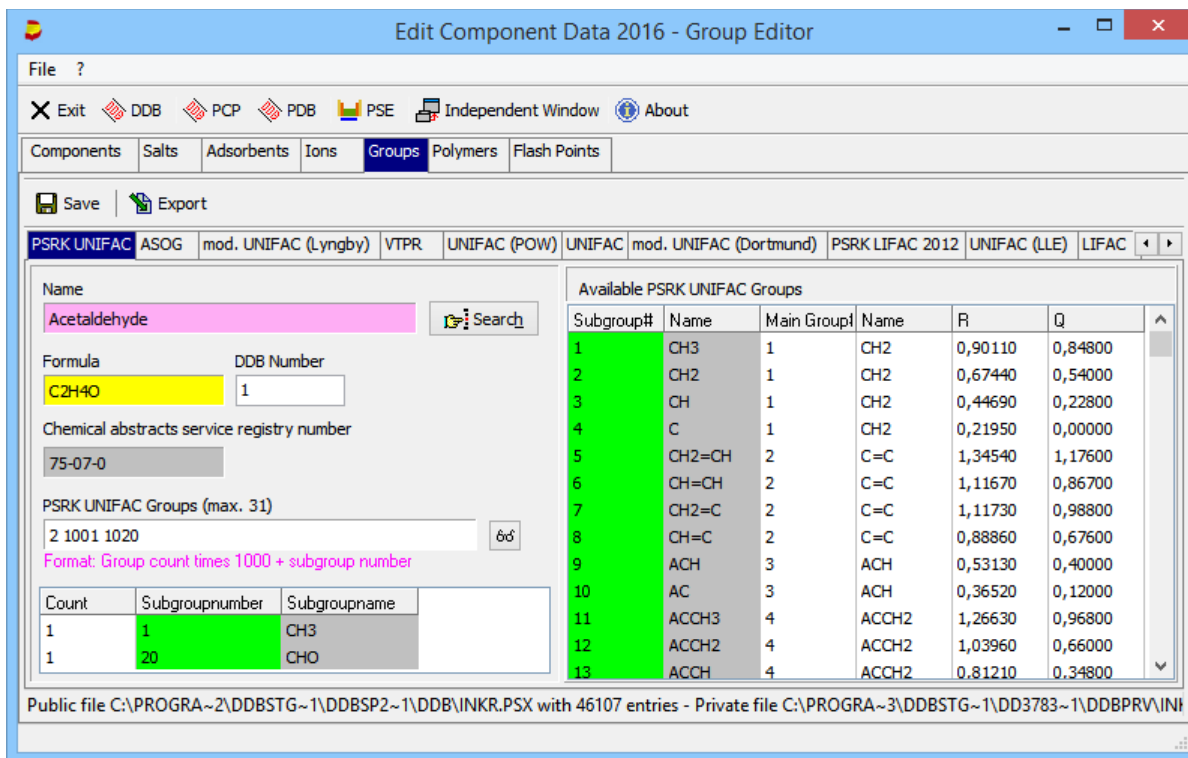 Edit Component Data 2016 - Group Editor
File ?
Exit DDB PCP PDB PSE Independent Window About
Components Salts Adsorbents Ions Groups Polymers Flash Points
Save Export
PSRK UNIFAC ASOG mod. UNIFAC (Lyngby) VTPR UNIFAC (POW) UNIFAC mod. UNIFAC (Dortmund) PSRK LIFAC 2012 UNIFAC (LLE) LIFAC
Name
Acetaldehyde
Search
Formula DDB Number
C2H4O 1
Chemical abstracts service registry number
75-07-0
PSRK UNIFAC Groups (max. 31)
2 1001 1020
Format: Group count times 1000 + subgroup number
Count Subgroupnumber Subgroupname
1 1 CH3
1 20 CHO
Available PSRK UNIFAC Groups
Subgroup# Name Main Group# Name R Q
1 CH3 1 CH2 0,90110 0,84800
2 CH2 1 CH2 0,67440 0,54000
3 CH 1 CH2 0,44690 0,22800
4 C 1 CH2 0,21950 0,00000
5 CH2=CH 2 C=C 1,34540 1,17600
6 CH=CH 2 C=C 1,11670 0,86700
7 CH2=C 2 C=C 1,11730 0,98800
8 CH=C 2 C=C 0,88860 0,67600
9 ACH 3 ACH 0,53130 0,40000
10 AC 3 ACH 0,36520 0,12000
11 ACCH3 4 ACCH2 1,26630 0,96800
12 ACCH2 4 ACCH2 1,03960 0,66000
13 ACCH 4 ACCH2 0,81210 0,34800
Public file C:\PROGRA~2\DDBSTG~1\DDBSP2~1\DDB\INKR.PSX with 46107 entries - Private file C:\PROGRA~3\DDBSTG~1\DD3783~1\DDBPRV\INI